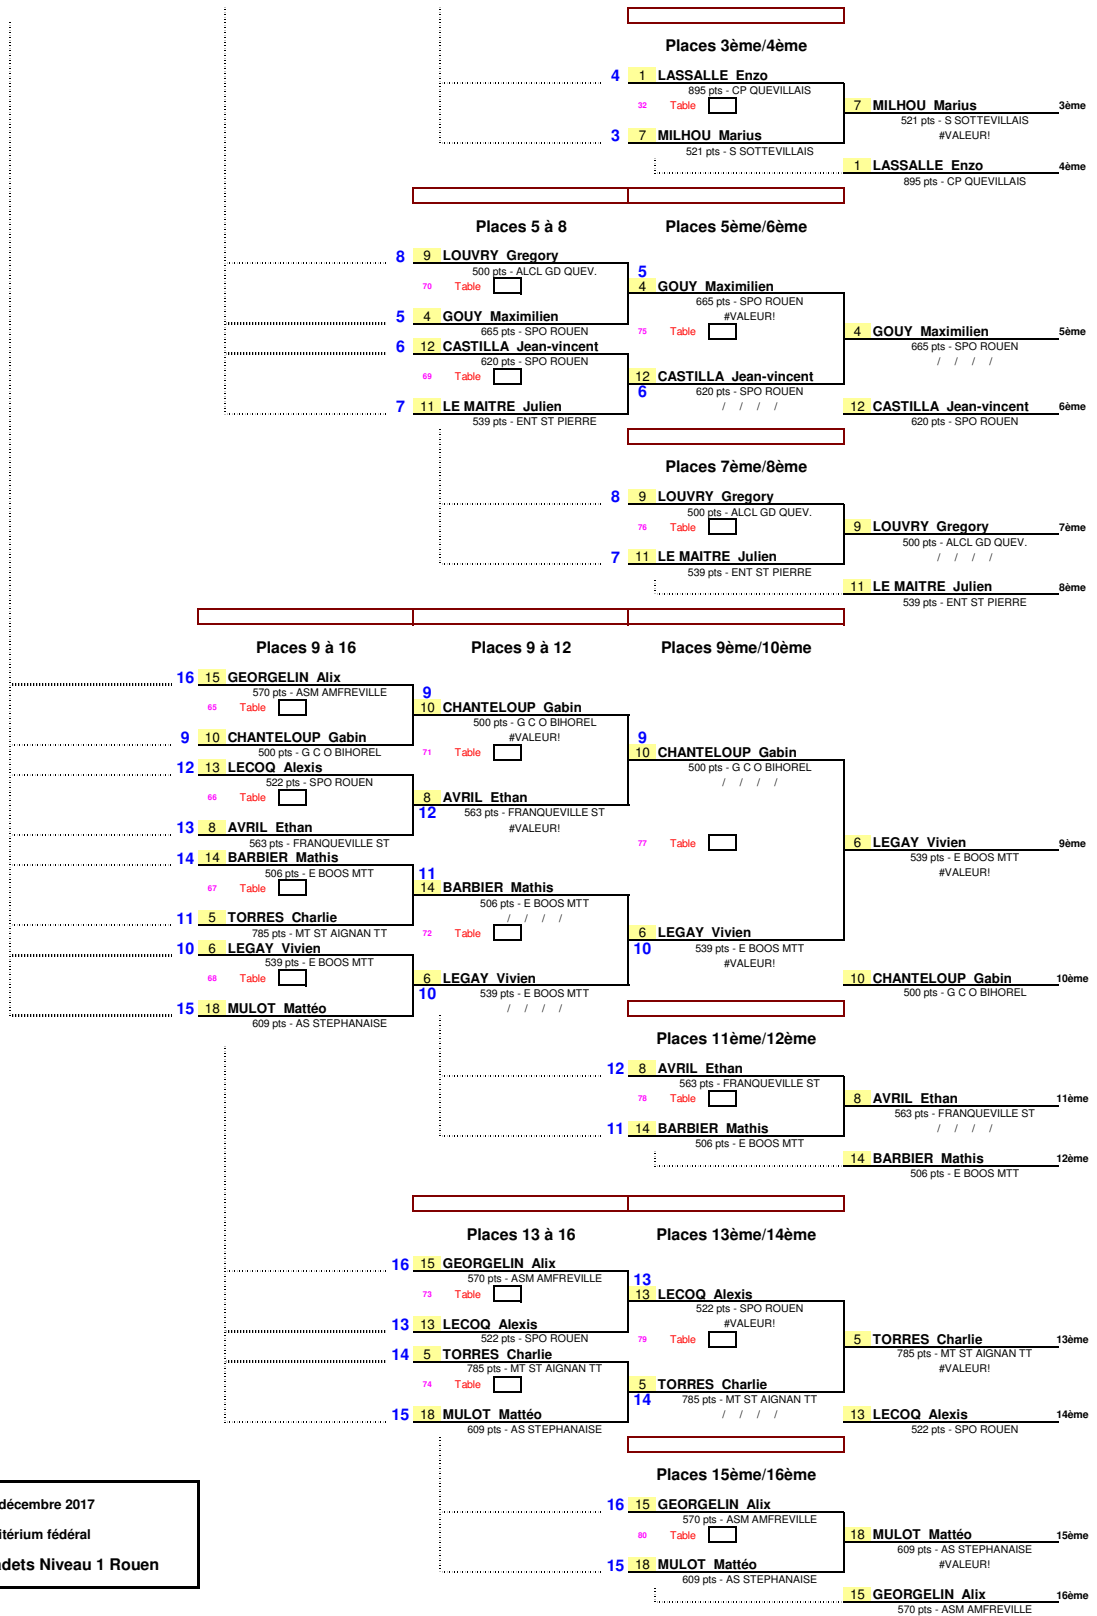 Places 3ème/4ème
4 1 LASSALLE Enzo
895 pts - CP QUEVILLAIS
32 Table
7 MILHOU Marius 3ème
521 pts - S SOTTEVILLAIS
#VALEUR!
3 7 MILHOU Marius
521 pts - S SOTTEVILLAIS
1 LASSALLE Enzo 4ème
895 pts - CP QUEVILLAIS
Places 5 à 8 Places 5ème/6ème
8 9 LOUVRY Gregory
500 pts - ALCL GD QUEV.
70 Table
5
4 GOUY Maximilien
665 pts - SPO ROUEN
#VALEUR!
5 4 GOUY Maximilien
665 pts - SPO ROUEN
75 Table
4 GOUY Maximilien 5ème
665 pts - SPO ROUEN
/ / / /
6 12 CASTILLA Jean-vincent
620 pts - SPO ROUEN
69 Table
12 CASTILLA Jean-vincent
6 620 pts - SPO ROUEN
/ / / /
7 11 LE MAITRE Julien
539 pts - ENT ST PIERRE
12 CASTILLA Jean-vincent 6ème
620 pts - SPO ROUEN
Places 7ème/8ème
8 9 LOUVRY Gregory
500 pts - ALCL GD QUEV.
76 Table
9 LOUVRY Gregory 7ème
500 pts - ALCL GD QUEV.
/ / / /
7 11 LE MAITRE Julien
539 pts - ENT ST PIERRE
11 LE MAITRE Julien 8ème
539 pts - ENT ST PIERRE
Places 9 à 16 Places 9 à 12 Places 9ème/10ème
16 15 GEORGELIN Alix
570 pts - ASM AMFREVILLE
65 Table
9
10 CHANTELOUP Gabin
500 pts - G C O BIHOREL
#VALEUR!
9 10 CHANTELOUP Gabin
500 pts - G C O BIHOREL
71 Table
9
10 CHANTELOUP Gabin
500 pts - G C O BIHOREL
/ / / /
12 13 LECOQ Alexis
522 pts - SPO ROUEN
66 Table
8 AVRIL Ethan
12 563 pts - FRANQUEVILLE ST
#VALEUR!
13 8 AVRIL Ethan
563 pts - FRANQUEVILLE ST
77 Table
6 LEGAY Vivien 9ème
539 pts - E BOOS MTT
#VALEUR!
14 14 BARBIER Mathis
506 pts - E BOOS MTT
67 Table
11
14 BARBIER Mathis
506 pts - E BOOS MTT
/ / / /
11 5 TORRES Charlie
785 pts - MT ST AIGNAN TT
72 Table
6 LEGAY Vivien
10 539 pts - E BOOS MTT
#VALEUR!
10 6 LEGAY Vivien
539 pts - E BOOS MTT
68 Table
6 LEGAY Vivien
10 539 pts - E BOOS MTT
/ / / /
10 CHANTELOUP Gabin 10ème
500 pts - G C O BIHOREL
15 18 MULOT Mattéo
609 pts - AS STEPHANAISE
Places 11ème/12ème
12 8 AVRIL Ethan
563 pts - FRANQUEVILLE ST
78 Table
8 AVRIL Ethan 11ème
563 pts - FRANQUEVILLE ST
/ / / /
11 14 BARBIER Mathis
506 pts - E BOOS MTT
14 BARBIER Mathis 12ème
506 pts - E BOOS MTT
Places 13 à 16 Places 13ème/14ème
16 15 GEORGELIN Alix
570 pts - ASM AMFREVILLE
73 Table
13
13 LECOQ Alexis
522 pts - SPO ROUEN
#VALEUR!
13 13 LECOQ Alexis
522 pts - SPO ROUEN
79 Table
5 TORRES Charlie 13ème
785 pts - MT ST AIGNAN TT
#VALEUR!
14 5 TORRES Charlie
785 pts - MT ST AIGNAN TT
74 Table
5 TORRES Charlie
14 785 pts - MT ST AIGNAN TT
/ / / /
15 18 MULOT Mattéo
609 pts - AS STEPHANAISE
13 LECOQ Alexis 14ème
522 pts - SPO ROUEN
Places 15ème/16ème
16 15 GEORGELIN Alix
570 pts - ASM AMFREVILLE
80 Table
18 MULOT Mattéo 15ème
609 pts - AS STEPHANAISE
#VALEUR!
15 18 MULOT Mattéo
609 pts - AS STEPHANAISE
15 GEORGELIN Alix 16ème
570 pts - ASM AMFREVILLE
décembre 2017
itérium fédéral
dets Niveau 1 Rouen